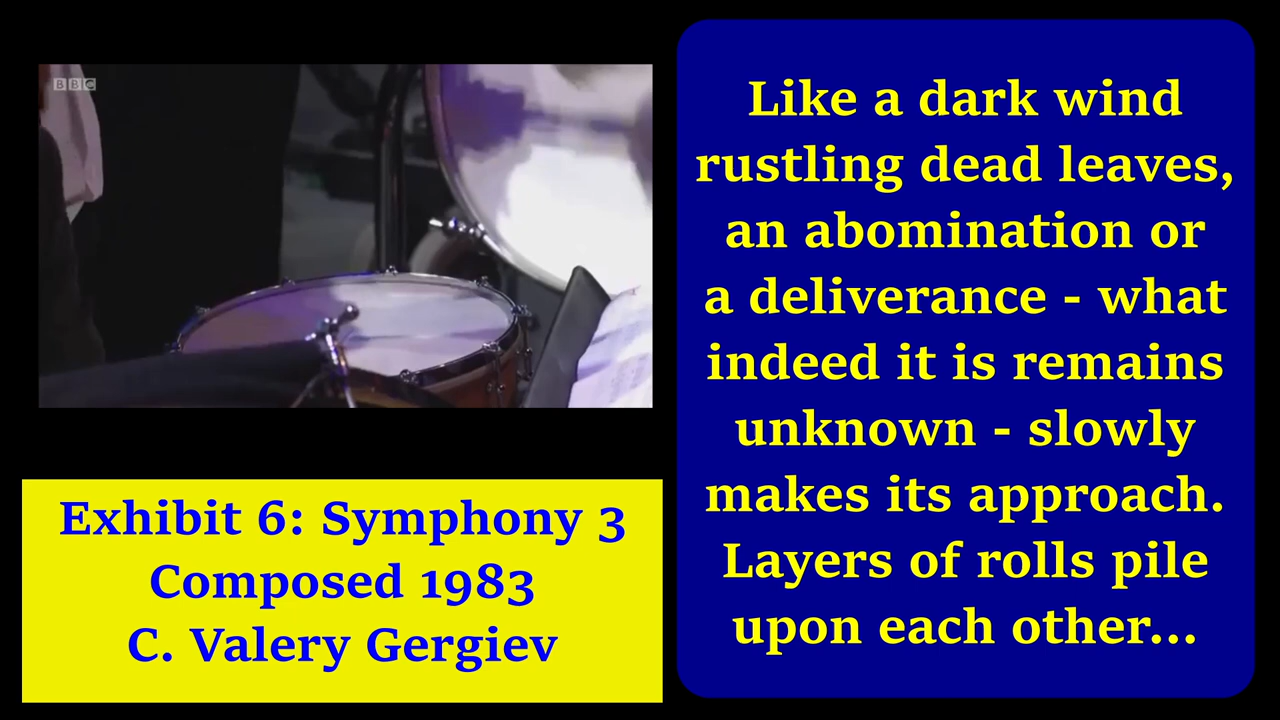 BBC
Exhibit 6: Symphony 3
Composed 1983
C. Valery Gergiev
Like a dark wind
rustling dead leaves,
an abomination or
a deliverance - what
indeed it is remains
unknown - slowly
makes its approach.
Layers of rolls pile
upon each other...